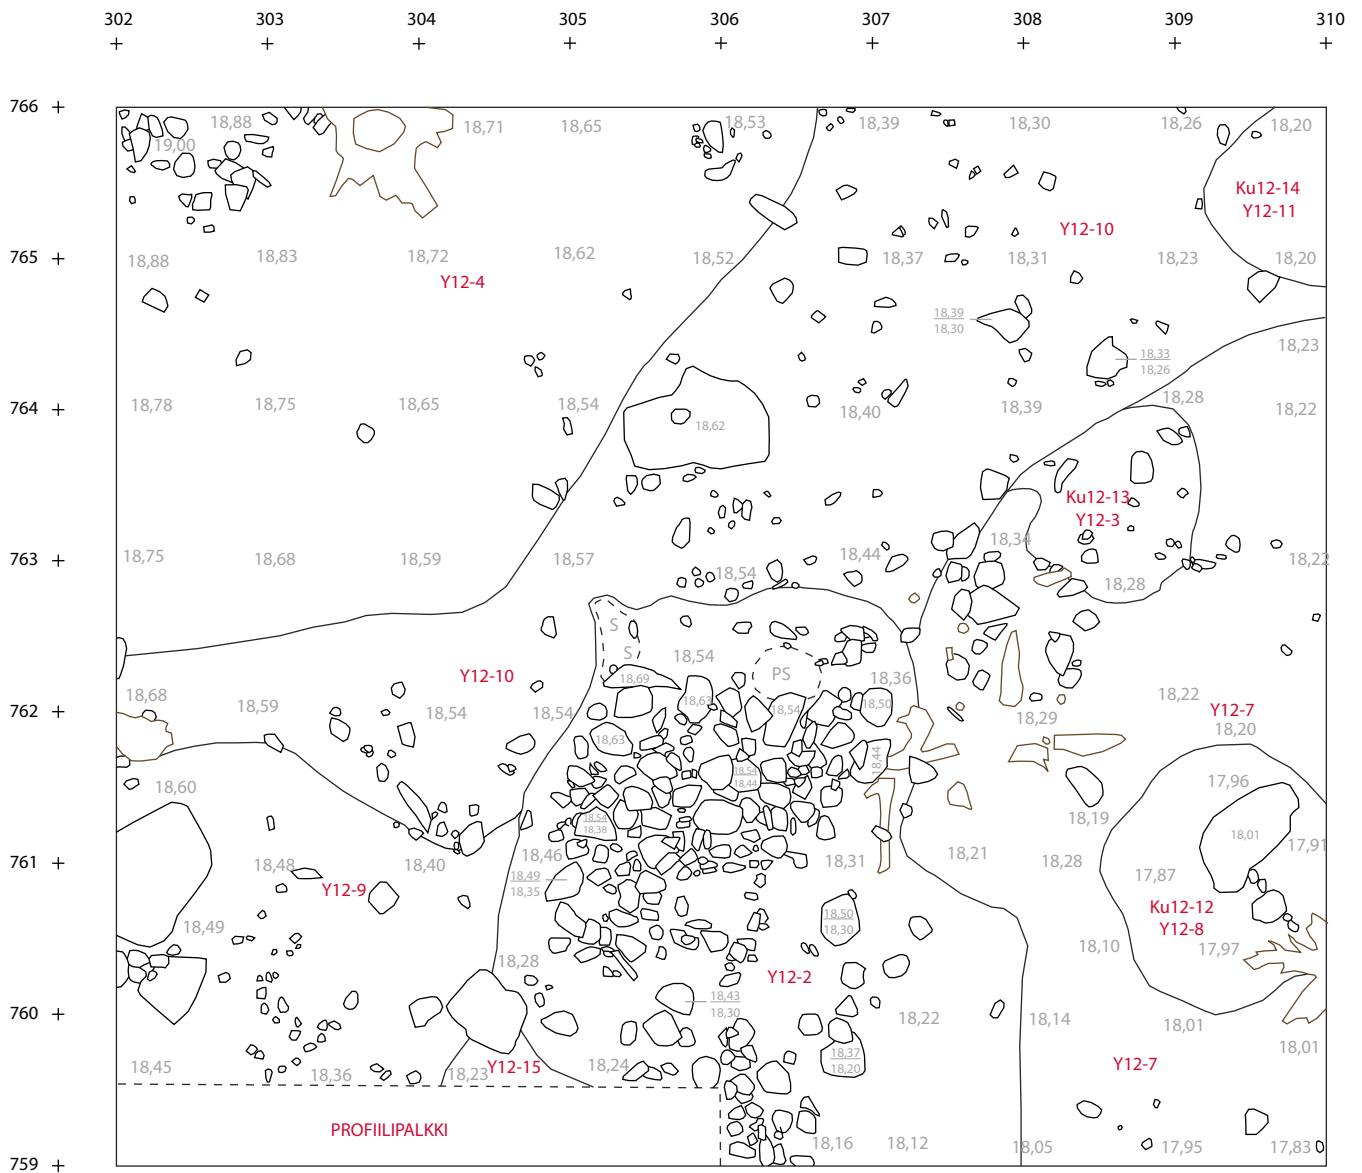 302 303 304 305 306 307 308 309 310
766
18,88 18,71 18,65 18,53 18,39 18,30 18,26 18,20
19,00
Ku12-14
Y12-11
Y12-10
765
18,88 18,83 18,72 18,62 18,52 18,37 18,31 18,23 18,20
Y12-4
18,39
18,30
18,33
18,26
18,23
764
18,78 18,75 18,65 18,54 18,40 18,39 18,28 18,22
18,62
Ku12-13
Y12-3
18,34
763
18,75 18,68 18,59 18,57 18,54 18,44 18,28 18,22
S
S
18,54
PS
18,69
18,36
Y12-10
762
18,68 18,59 18,54 18,54 18,63 18,54 18,50 18,29 18,22
Y12-7
18,20
18,63
18,44
18,54
18,44
18,60
17,96
18,54
18,38
18,19
18,01
17,91
761
18,48 18,40 18,46 18,31 18,21 18,28 17,87
18,49
18,35
Y12-9
Ku12-12
Y12-8
18,50
18,30
18,49
18,10
17,97
18,28
Y12-2
760
18,43
18,30
18,22 18,14 18,01
18,01
18,37
18,20
18,45 18,36 18,23 Y12-15 18,24
Y12-7
PROFIILIPALKKI
18,16 18,12 18,05 17,95 17,83
759